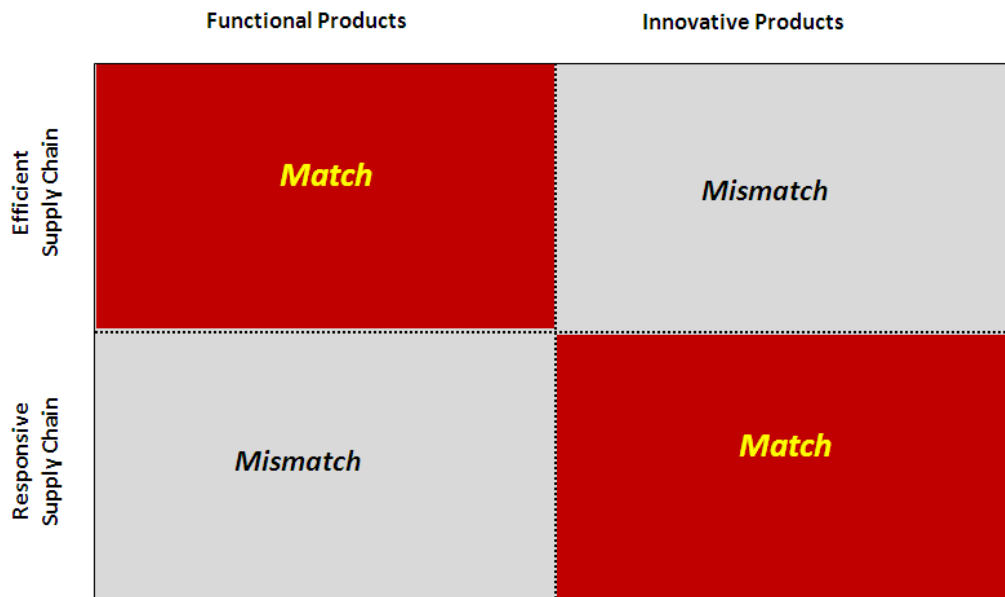 Functional Products
Innovative Products
Efficient
Supply Chain
Match
Mismatch
Responsive
Supply Chain
Mismatch
Match